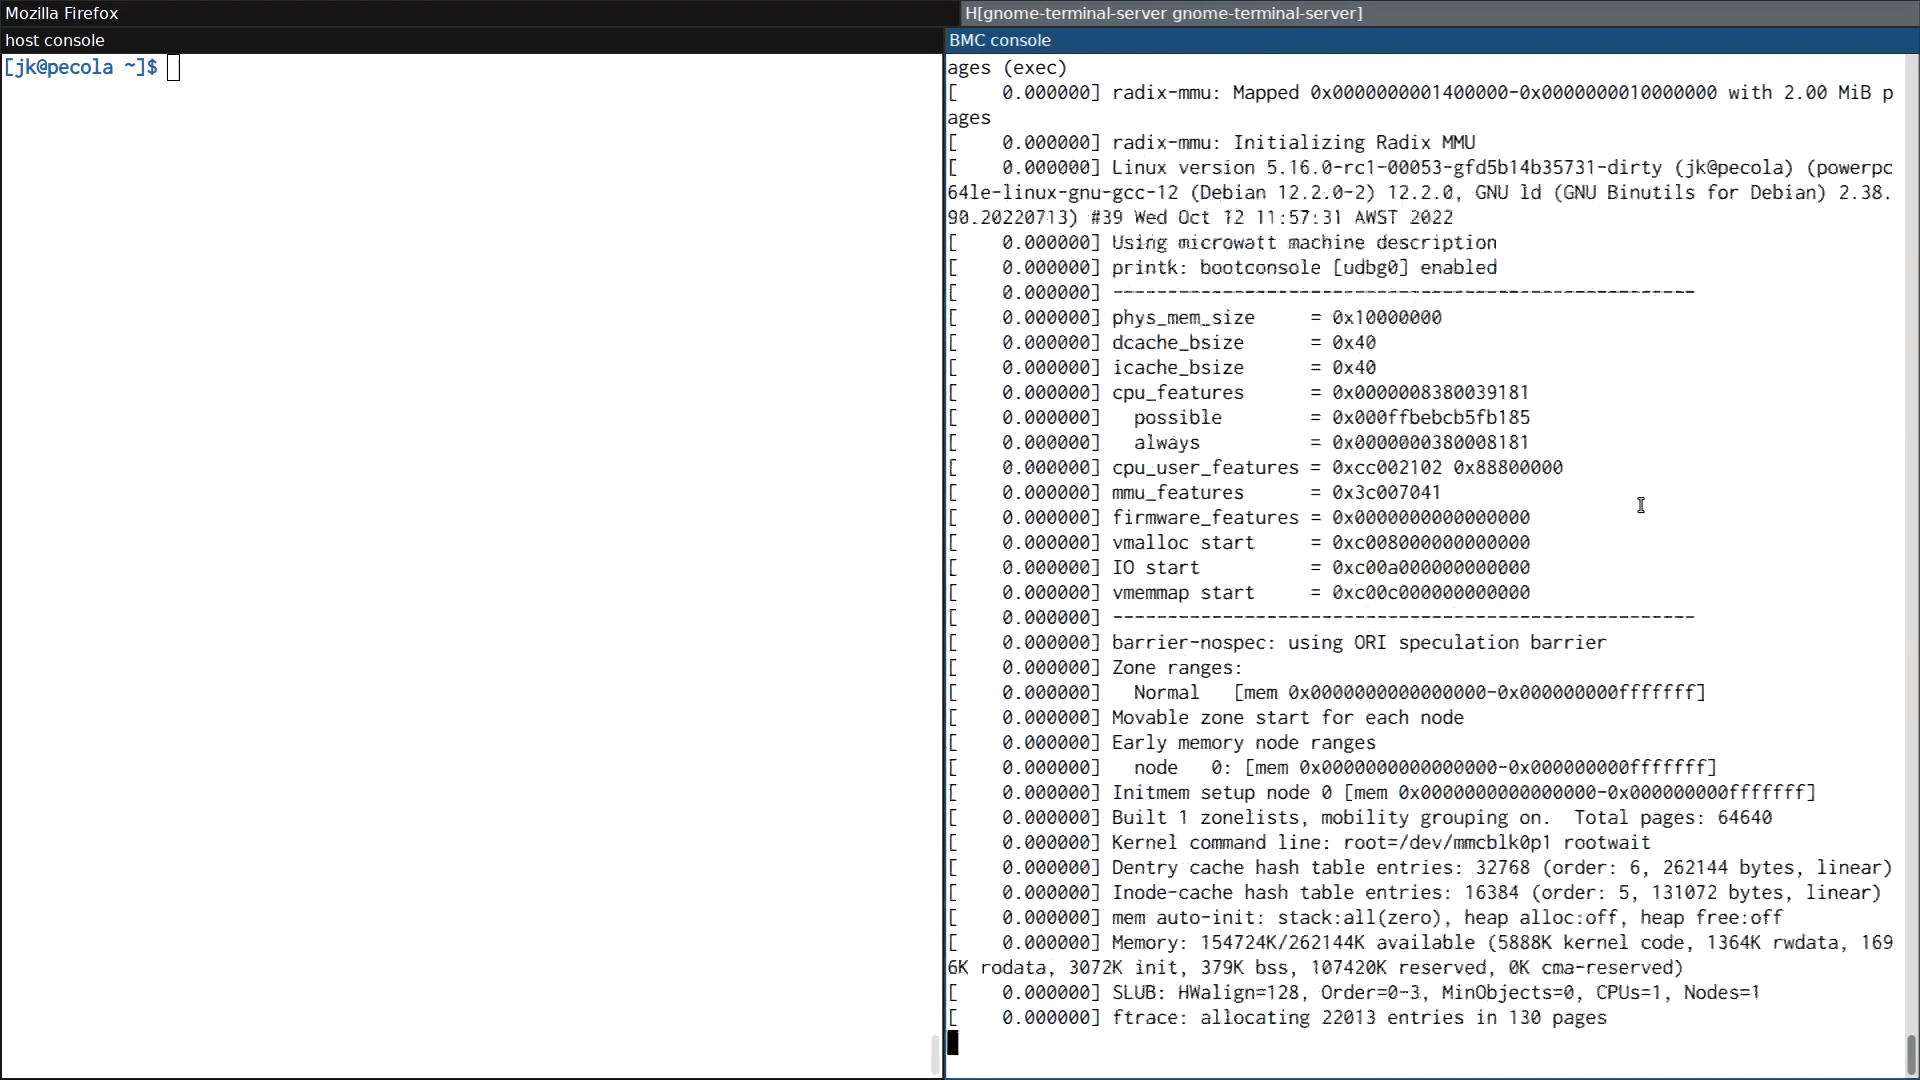 Mozilla Firefox
H[gnome-terminal-server gnome-terminal-server]
host console
[jk@pecola ~]$
BMC console
ages (exec)
[    0.000000] radix-mmu: Mapped 0x0000000001400000-0x0000000010000000 with 2.00 MiB p
ages
[    0.000000] radix-mmu: Initializing Radix MMU
[    0.000000] Linux version 5.16.0-rc1-00053-gfd5b14b35731-dirty (jk@pecola) (powerpc
64le-linux-gnu-gcc-12 (Debian 12.2.0-2) 12.2.0, GNU ld (GNU Binutils for Debian) 2.38.
90.20220713) #39 Wed Oct 12 11:57:31 AWST 2022
[    0.000000] Using microwatt machine description
[    0.000000] printk: bootconsole [udbg0] enabled
[    0.000000] -----------------------------------------------------
[    0.000000] phys_mem_size     = 0x10000000
[    0.000000] dcache_bsize      = 0x40
[    0.000000] icache_bsize      = 0x40
[    0.000000] cpu_features      = 0x0000008380039181
[    0.000000]   possible        = 0x000ffbebcb5fb185
[    0.000000]   always          = 0x0000000380008181
[    0.000000] cpu_user_features = 0xcc002102 0x88800000
[    0.000000] mmu_features      = 0x3c007041
[    0.000000] firmware_features = 0x0000000000000000
[    0.000000] vmalloc start     = 0xc008000000000000
[    0.000000] IO start          = 0xc00a000000000000
[    0.000000] vmemmap start     = 0xc00c000000000000
[    0.000000] -----------------------------------------------------
[    0.000000] barrier-nospec: using ORI speculation barrier
[    0.000000] Zone ranges:
[    0.000000]   Normal   [mem 0x0000000000000000-0x000000000fffffff]
[    0.000000] Movable zone start for each node
[    0.000000] Early memory node ranges
[    0.000000]   node   0: [mem 0x0000000000000000-0x000000000fffffff]
[    0.000000] Initmem setup node 0 [mem 0x0000000000000000-0x000000000fffffff]
[    0.000000] Built 1 zonelists, mobility grouping on.  Total pages: 64640
[    0.000000] Kernel command line: root=/dev/mmcblk0p1 rootwait
[    0.000000] Dentry cache hash table entries: 32768 (order: 6, 262144 bytes, linear)
[    0.000000] Inode-cache hash table entries: 16384 (order: 5, 131072 bytes, linear)
[    0.000000] mem auto-init: stack:all(zero), heap alloc:off, heap free:off
[    0.000000] Memory: 154724K/262144K available (5888K kernel code, 1364K rwdata, 169
6K rodata, 3072K init, 379K bss, 107420K reserved, 0K cma-reserved)
[    0.000000] SLUB: HWalign=128, Order=0-3, MinObjects=0, CPUs=1, Nodes=1
[    0.000000] ftrace: allocating 22013 entries in 130 pages